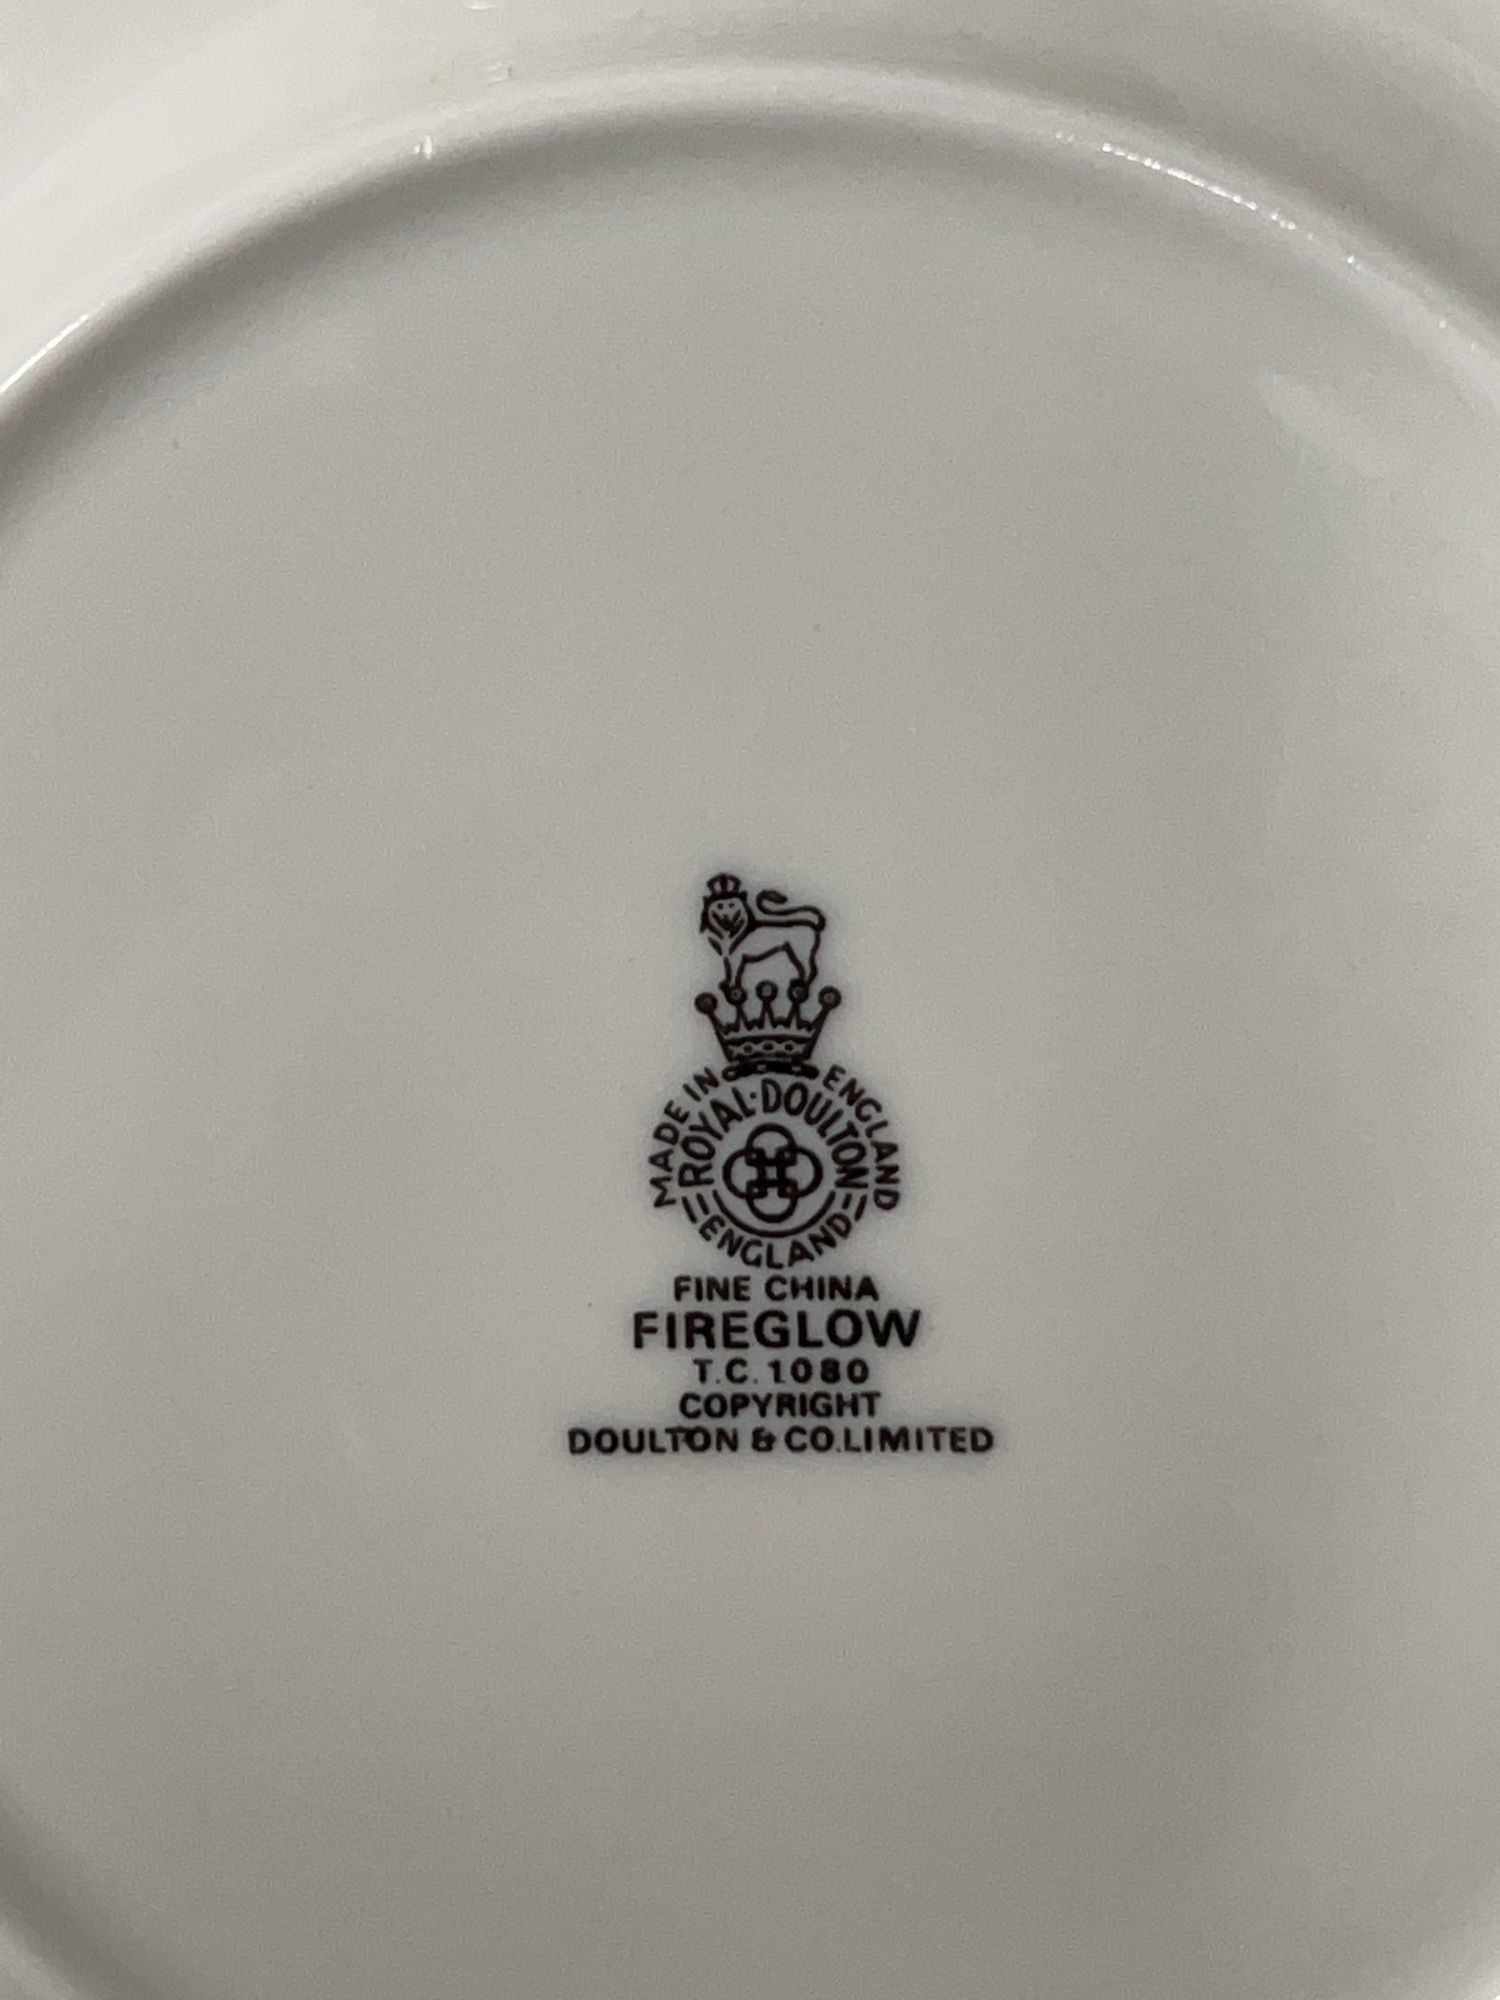 MADE IN ENGLAND
ROYAL·DOULTON
ENGLAND
FINE CHINA
FIREGLOW
T.C.1080
COPYRIGHT
DOULTON & CO.LIMITED